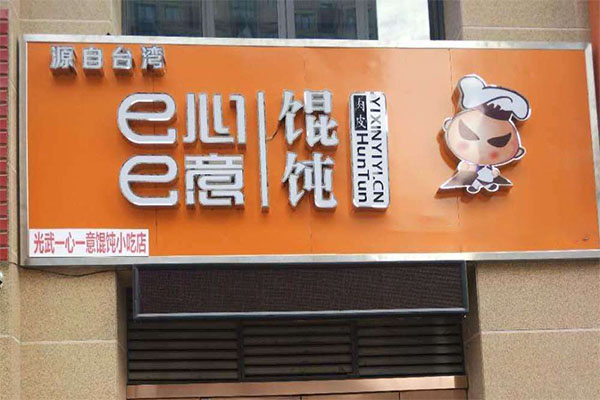 源自台湾
e心e意
馄饨
肉皮
HunTun
YIXINYIYI.CN
光武一心一意馄饨小吃店